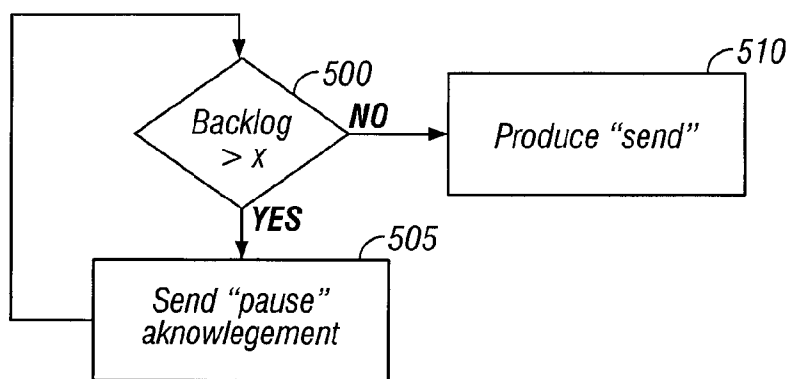 500
510
Backlog
> x
NO
Produce “send”
YES
505
Send “pause”
aknowlegement